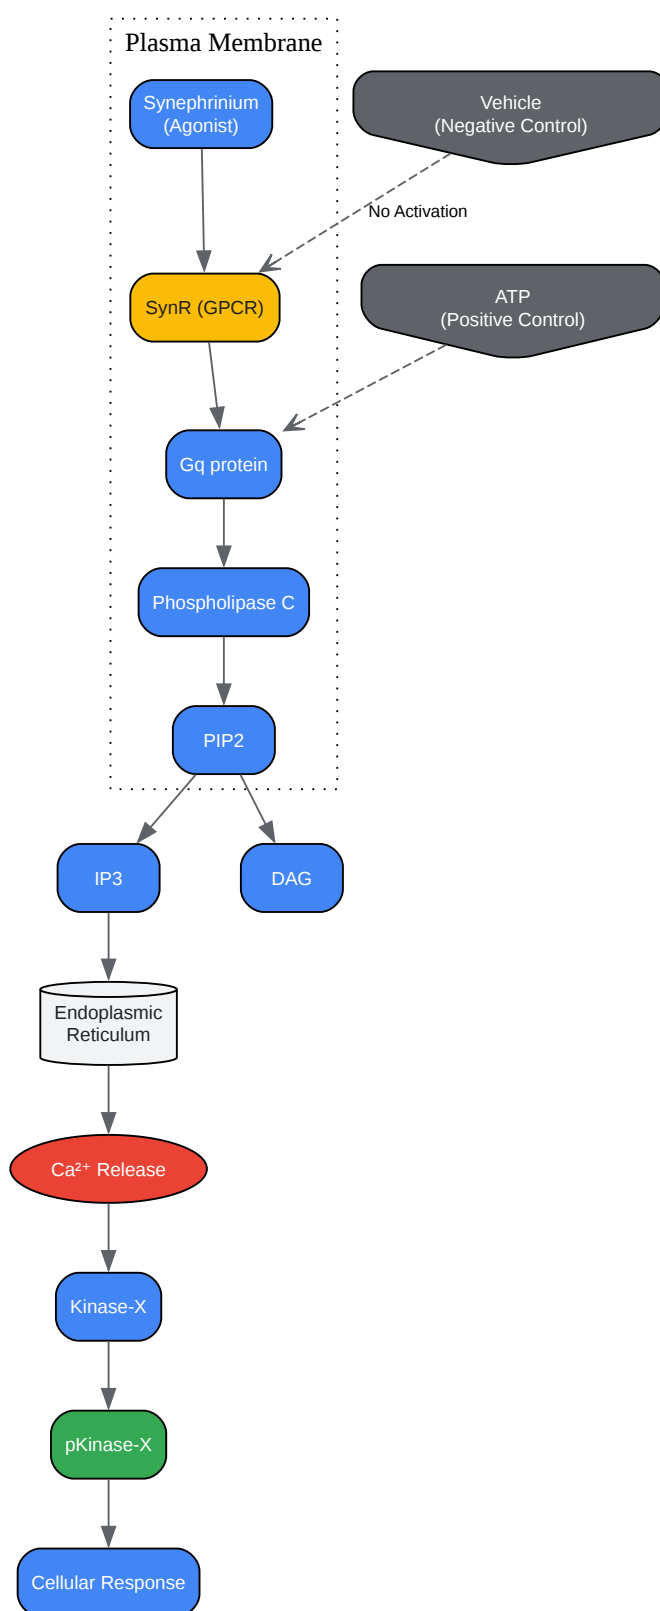 Plasma Membrane
Synephrinium
(Agonist)
Vehicle
(Negative Control)
No Activation
SynR (GPCR)
ATP
(Positive Control)
Gq protein
Phospholipase C
PIP2
IP3
DAG
Endoplasmic
Reticulum
Ca²⁺ Release
Kinase-X
pKinase-X
Cellular Response